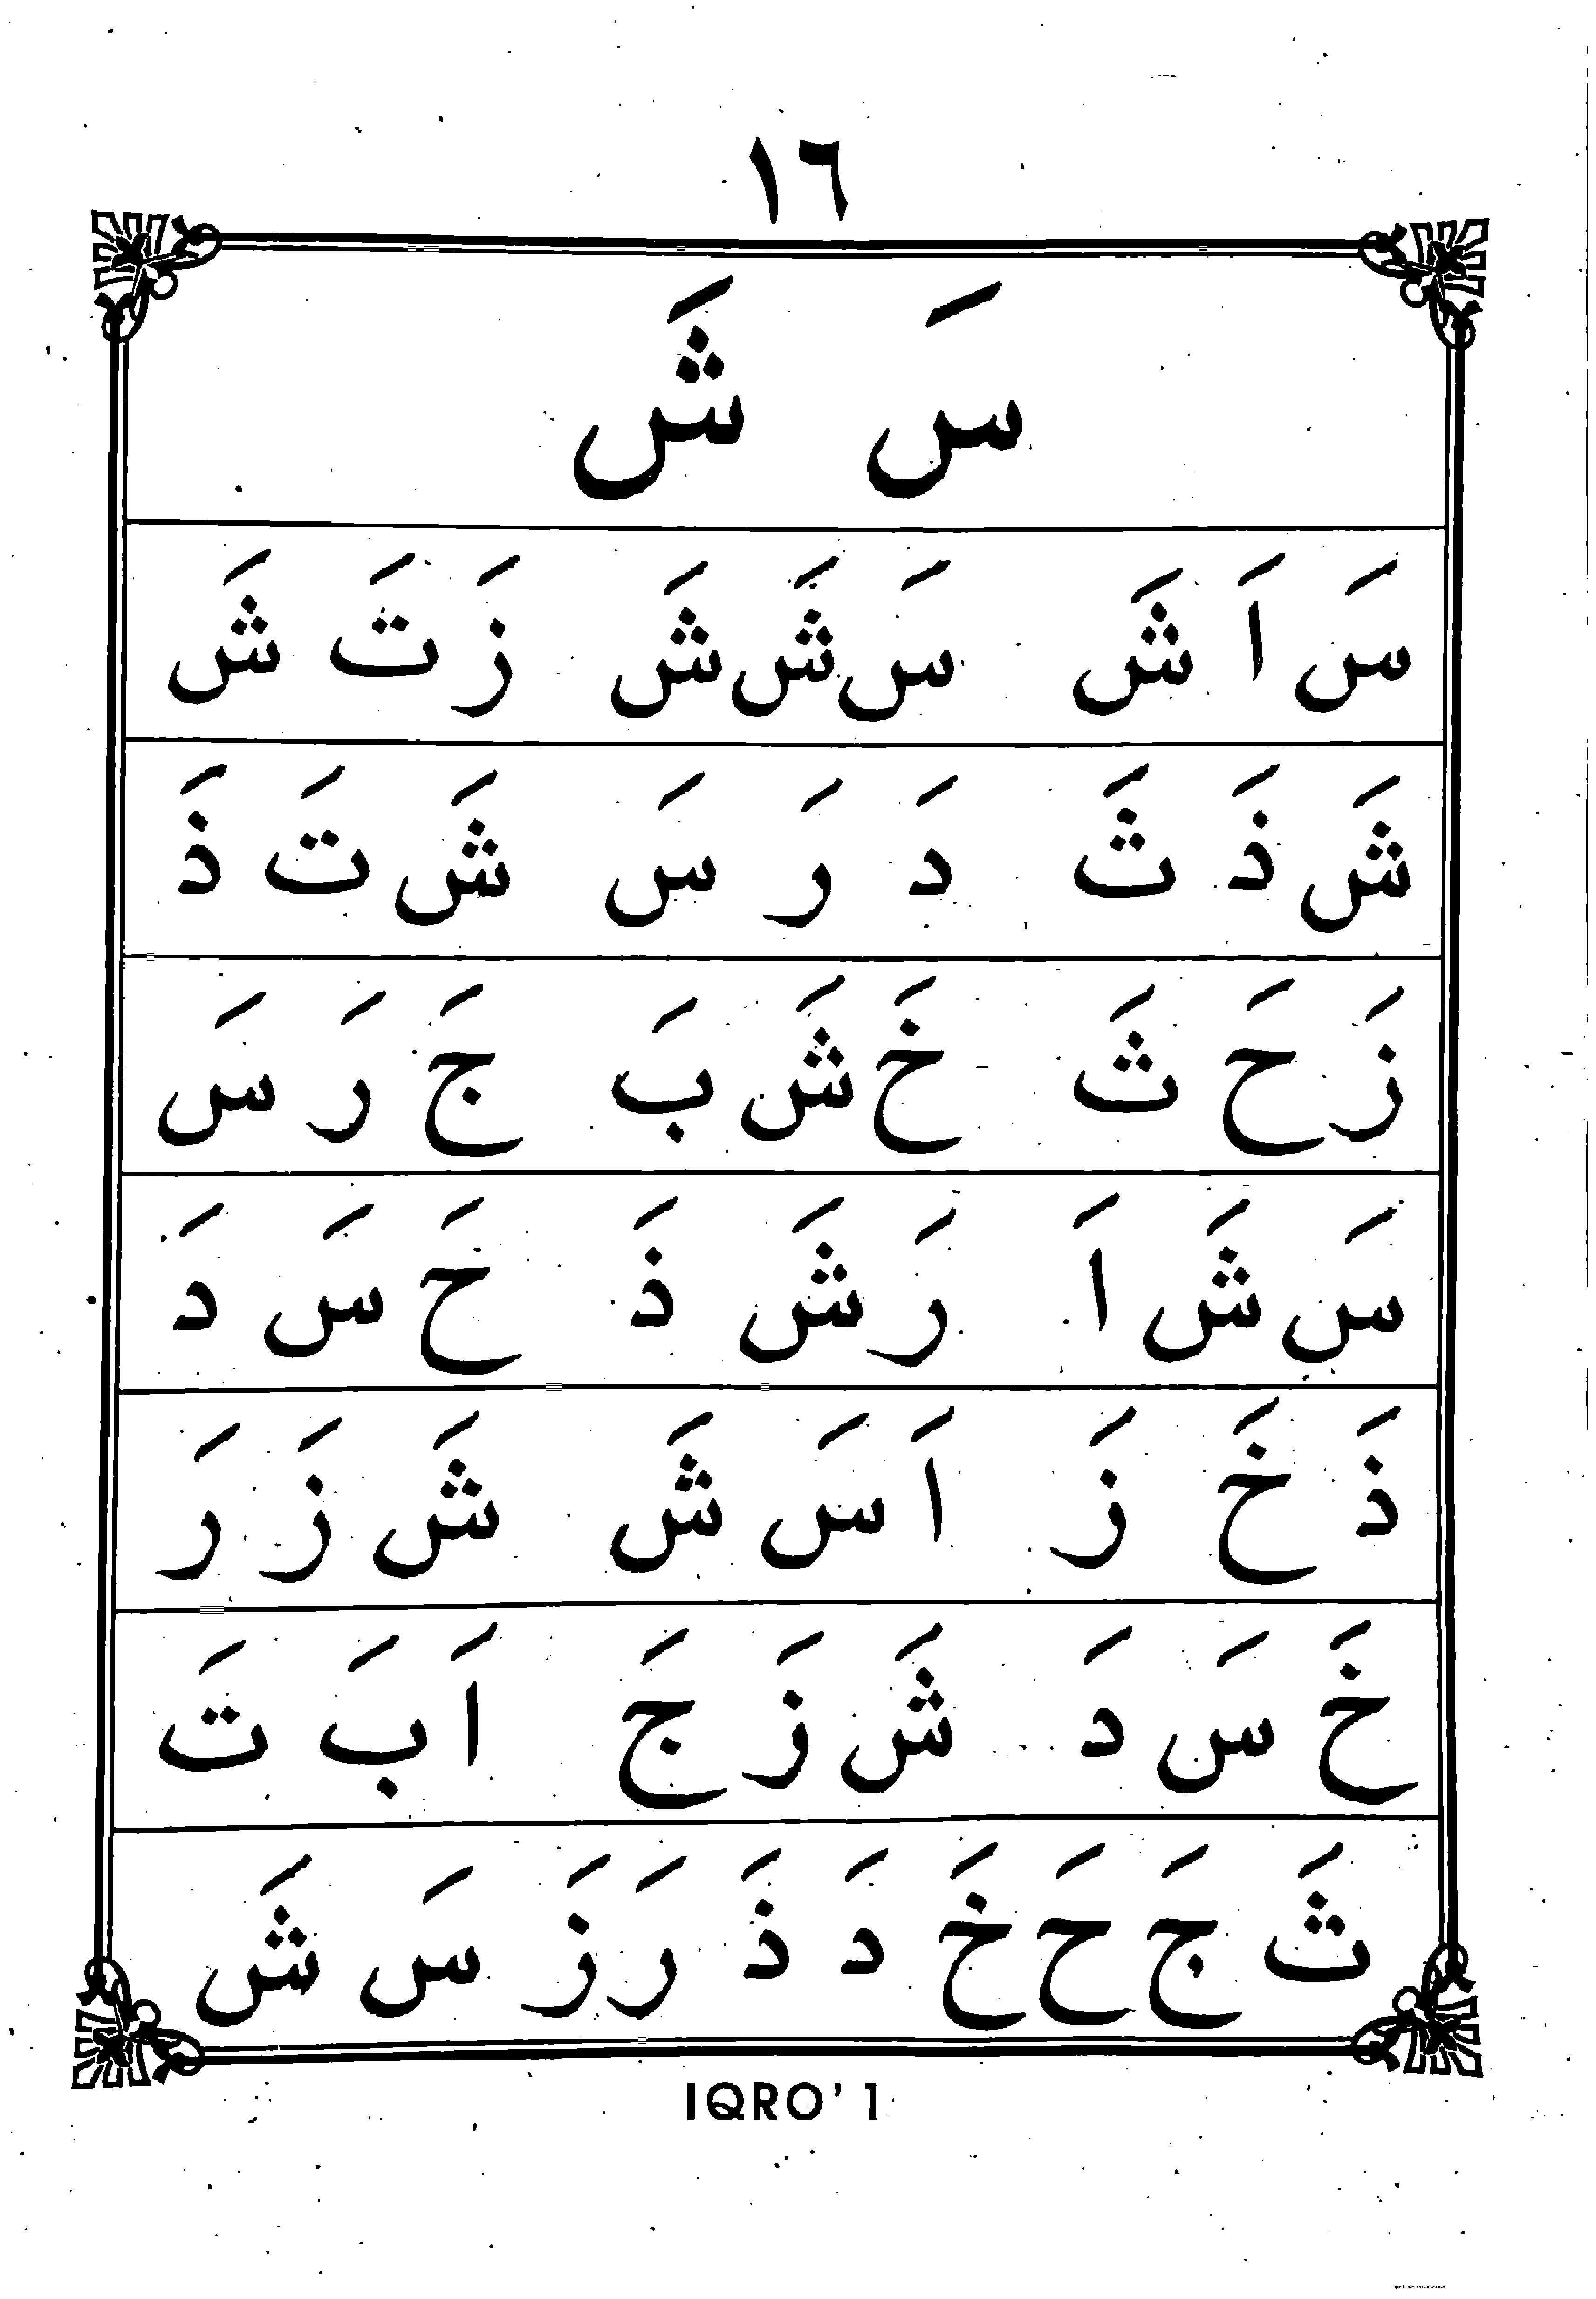 ١٦
سَ شَ
سَ اَ شَ سَ شَ شَ زَ تَ شَ
شَ ذَ ثَ دَ رَ سَ شَ تَ ذَ
زَ حَ ثَ خَ شَ بَ جَ رَ سَ
سَ شَ اَ رَ شَ ذَ حَ سَ دَ
ذَ خَ زَ اَ سَ شَ شَ زَ رَ
خَ سَ دَ شَ زَ جَ اَ بَ تَ
ثَ جَ حَ خَ دَ ذَ رَ زَ سَ شَ
IQRO' 1